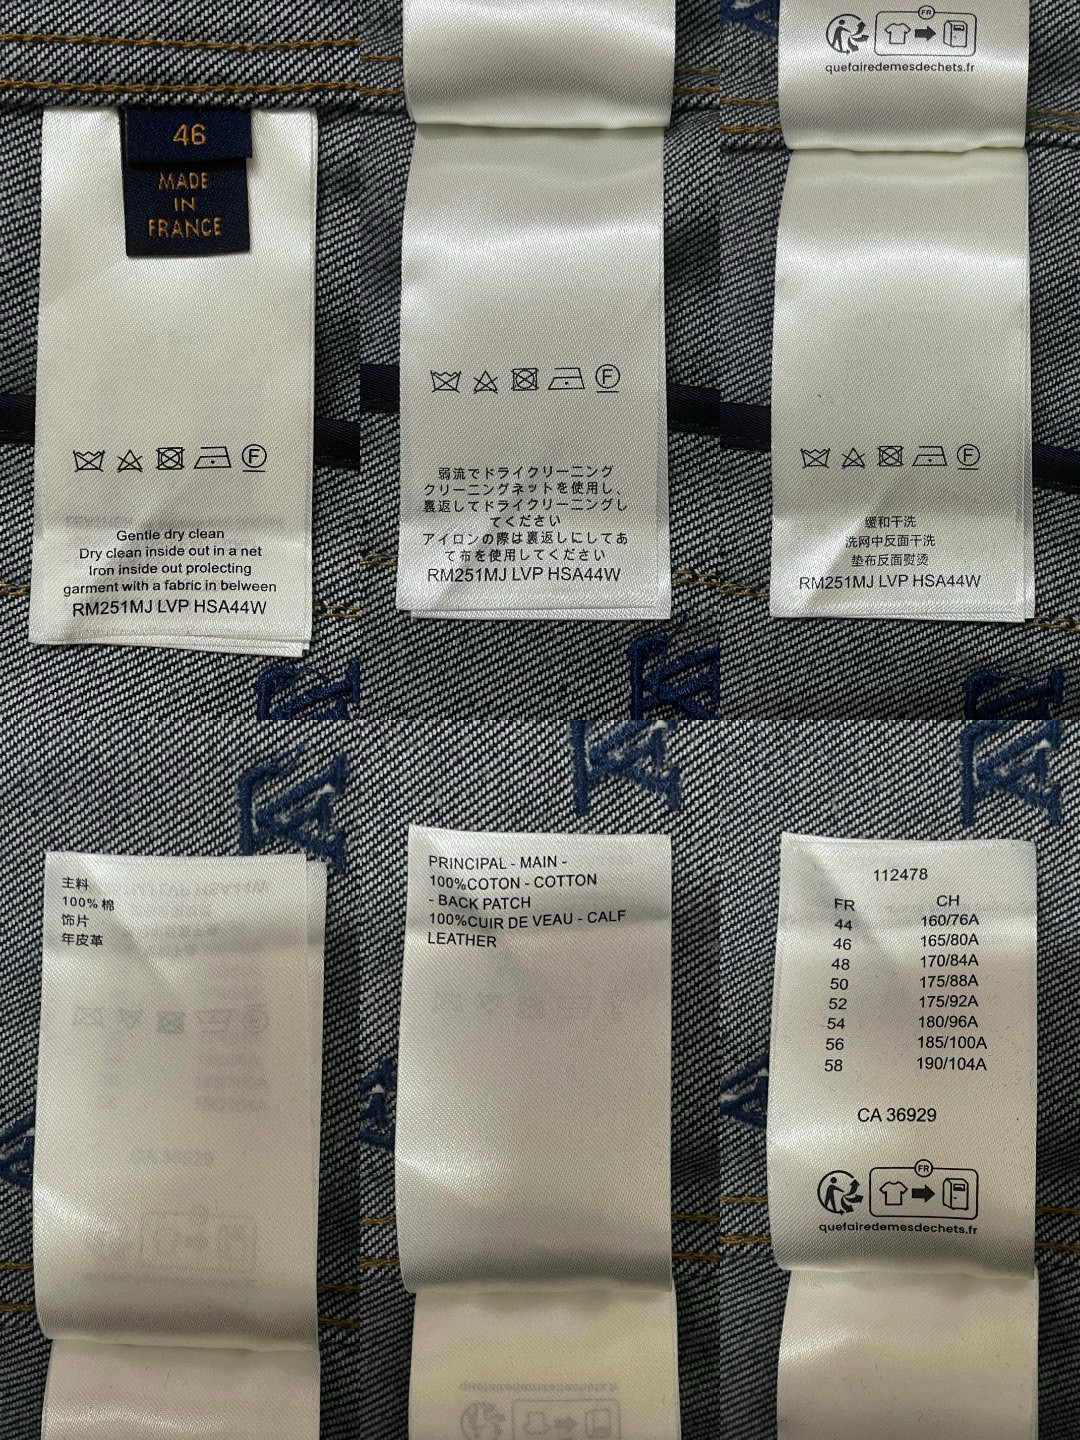 46
MADE
IN
FRANCE
F
Gentle dry clean
Dry clean inside out in a net
Iron inside out protecting
garment with a fabric in between
RM251MJ LVP HSA44W
F
弱流でドライクリーニング
クリーニングネットを使用し、
裏返してドライクリーニングし
てください
アイロンの際は裏返しにしてあ
て布を使用してください
RM251MJ LVP HSA44W
FR
quefairedemesdechets.fr
F
缓和干洗
洗网中反面干洗
垫布反面熨烫
RM251MJ LVP HSA44W
主料
100% 棉
饰片
年皮革
PRINCIPAL - MAIN -
100%COTON - COTTON
- BACK PATCH
100%CUIR DE VEAU - CALF
LEATHER
112478
FR CH
44 160/76A
46 165/80A
48 170/84A
50 175/88A
52 175/92A
54 180/96A
56 185/100A
58 190/104A
CA 36929
FR
quefairedemesdechets.fr